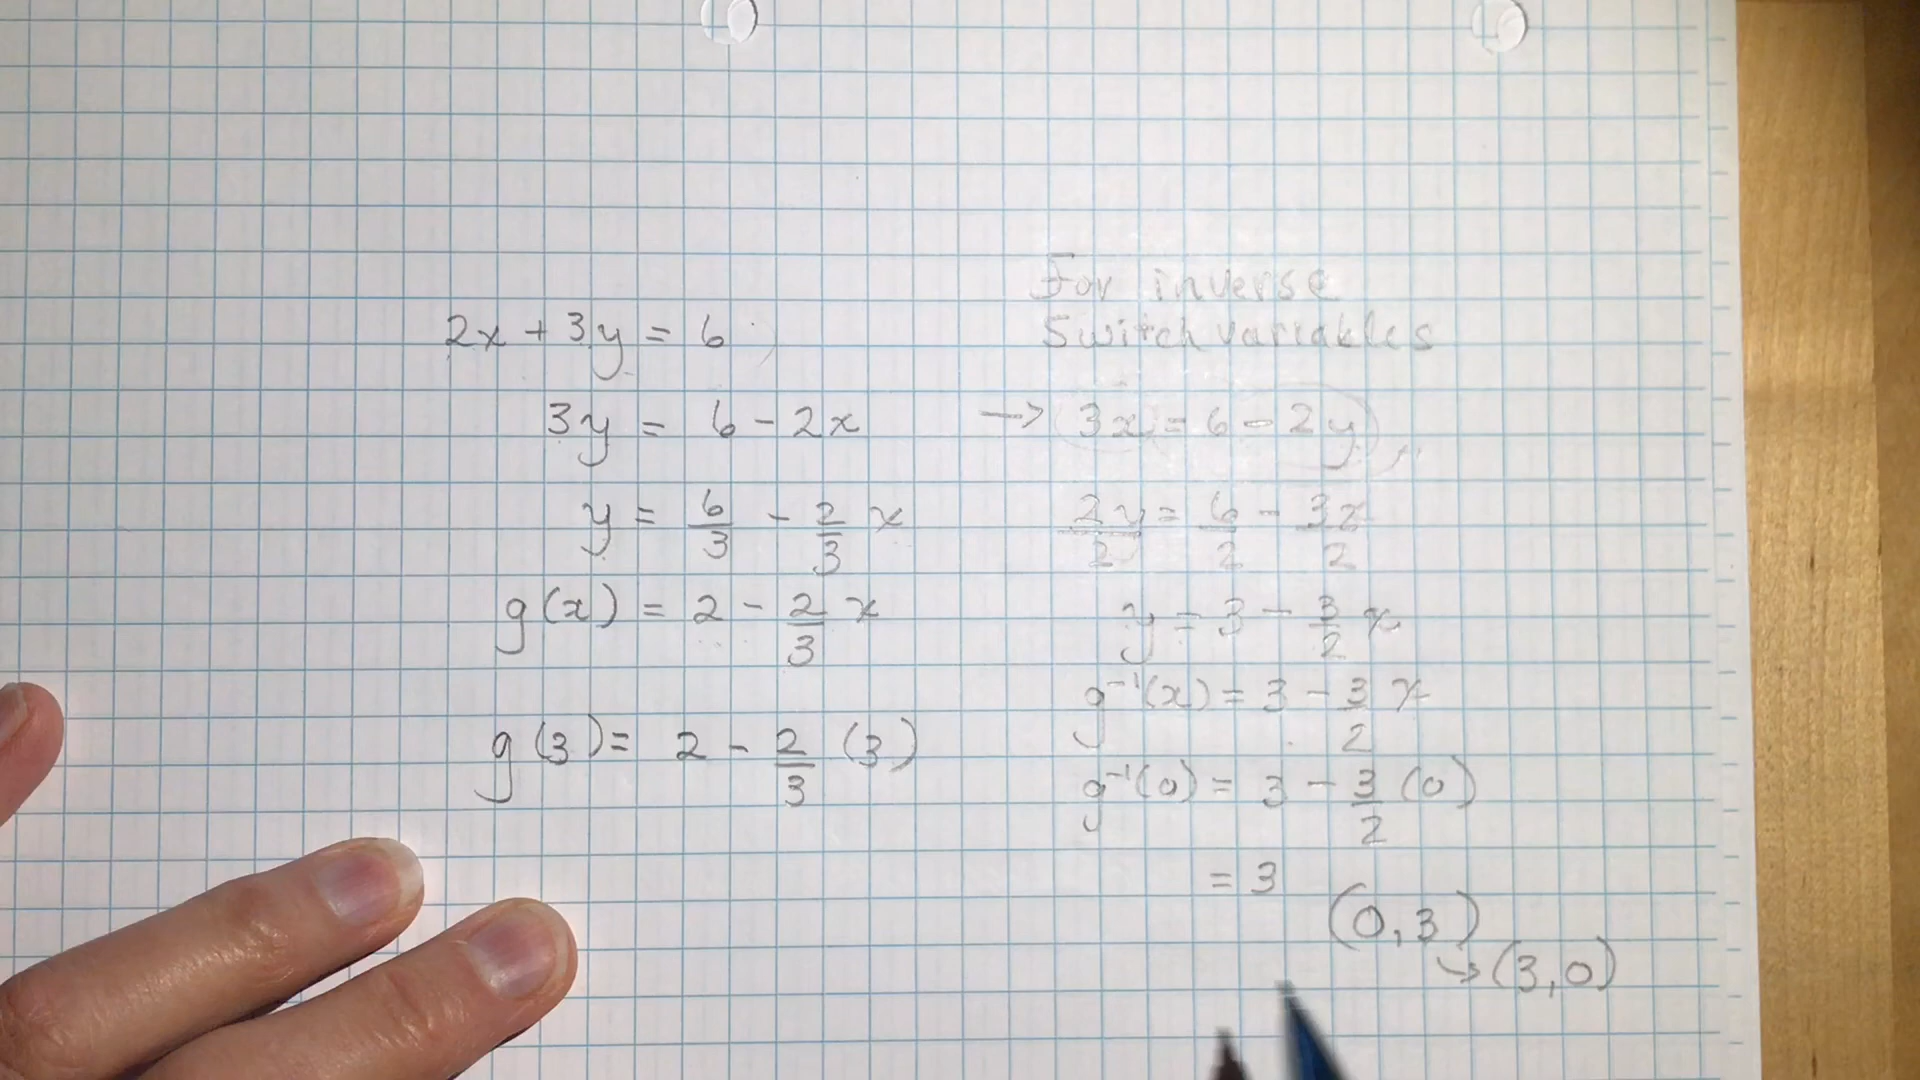 2x + 3y = 6
3y = 6 - 2x
y = 6/3 - 2/3 x
g(x) = 2 - 2/3 x
g(3) = 2 - 2/3 (3)
For inverse
Switch variables
→ 3x = 6 - 2y
2y/2 = 6/2 - 3x/2
y = 3 - 3/2 x
g⁻¹(x) = 3 - 3/2 x
g⁻¹(0) = 3 - 3/2 (0)
= 3
(0,3)
→ (3,0)